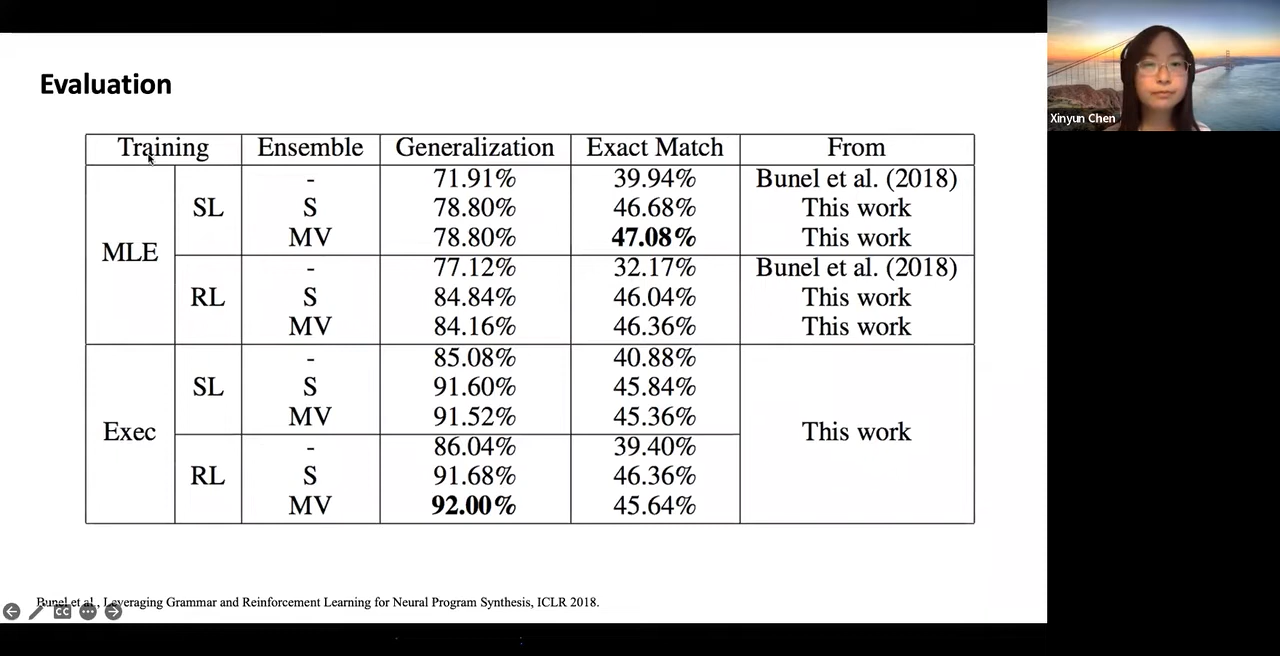 Evaluation
Xinyun Chen
Training Ensemble Generalization Exact Match From
MLE SL - 71.91% 39.94% Bunel et al. (2018)
S 78.80% 46.68% This work
MV 78.80% 47.08% This work
RL - 77.12% 32.17% Bunel et al. (2018)
S 84.84% 46.04% This work
MV 84.16% 46.36% This work
Exec SL - 85.08% 40.88% This work
S 91.60% 45.84%
MV 91.52% 45.36%
RL - 86.04% 39.40%
S 91.68% 46.36%
MV 92.00% 45.64%
Bunel et al., Leveraging Grammar and Reinforcement Learning for Neural Program Synthesis, ICLR 2018.
CC